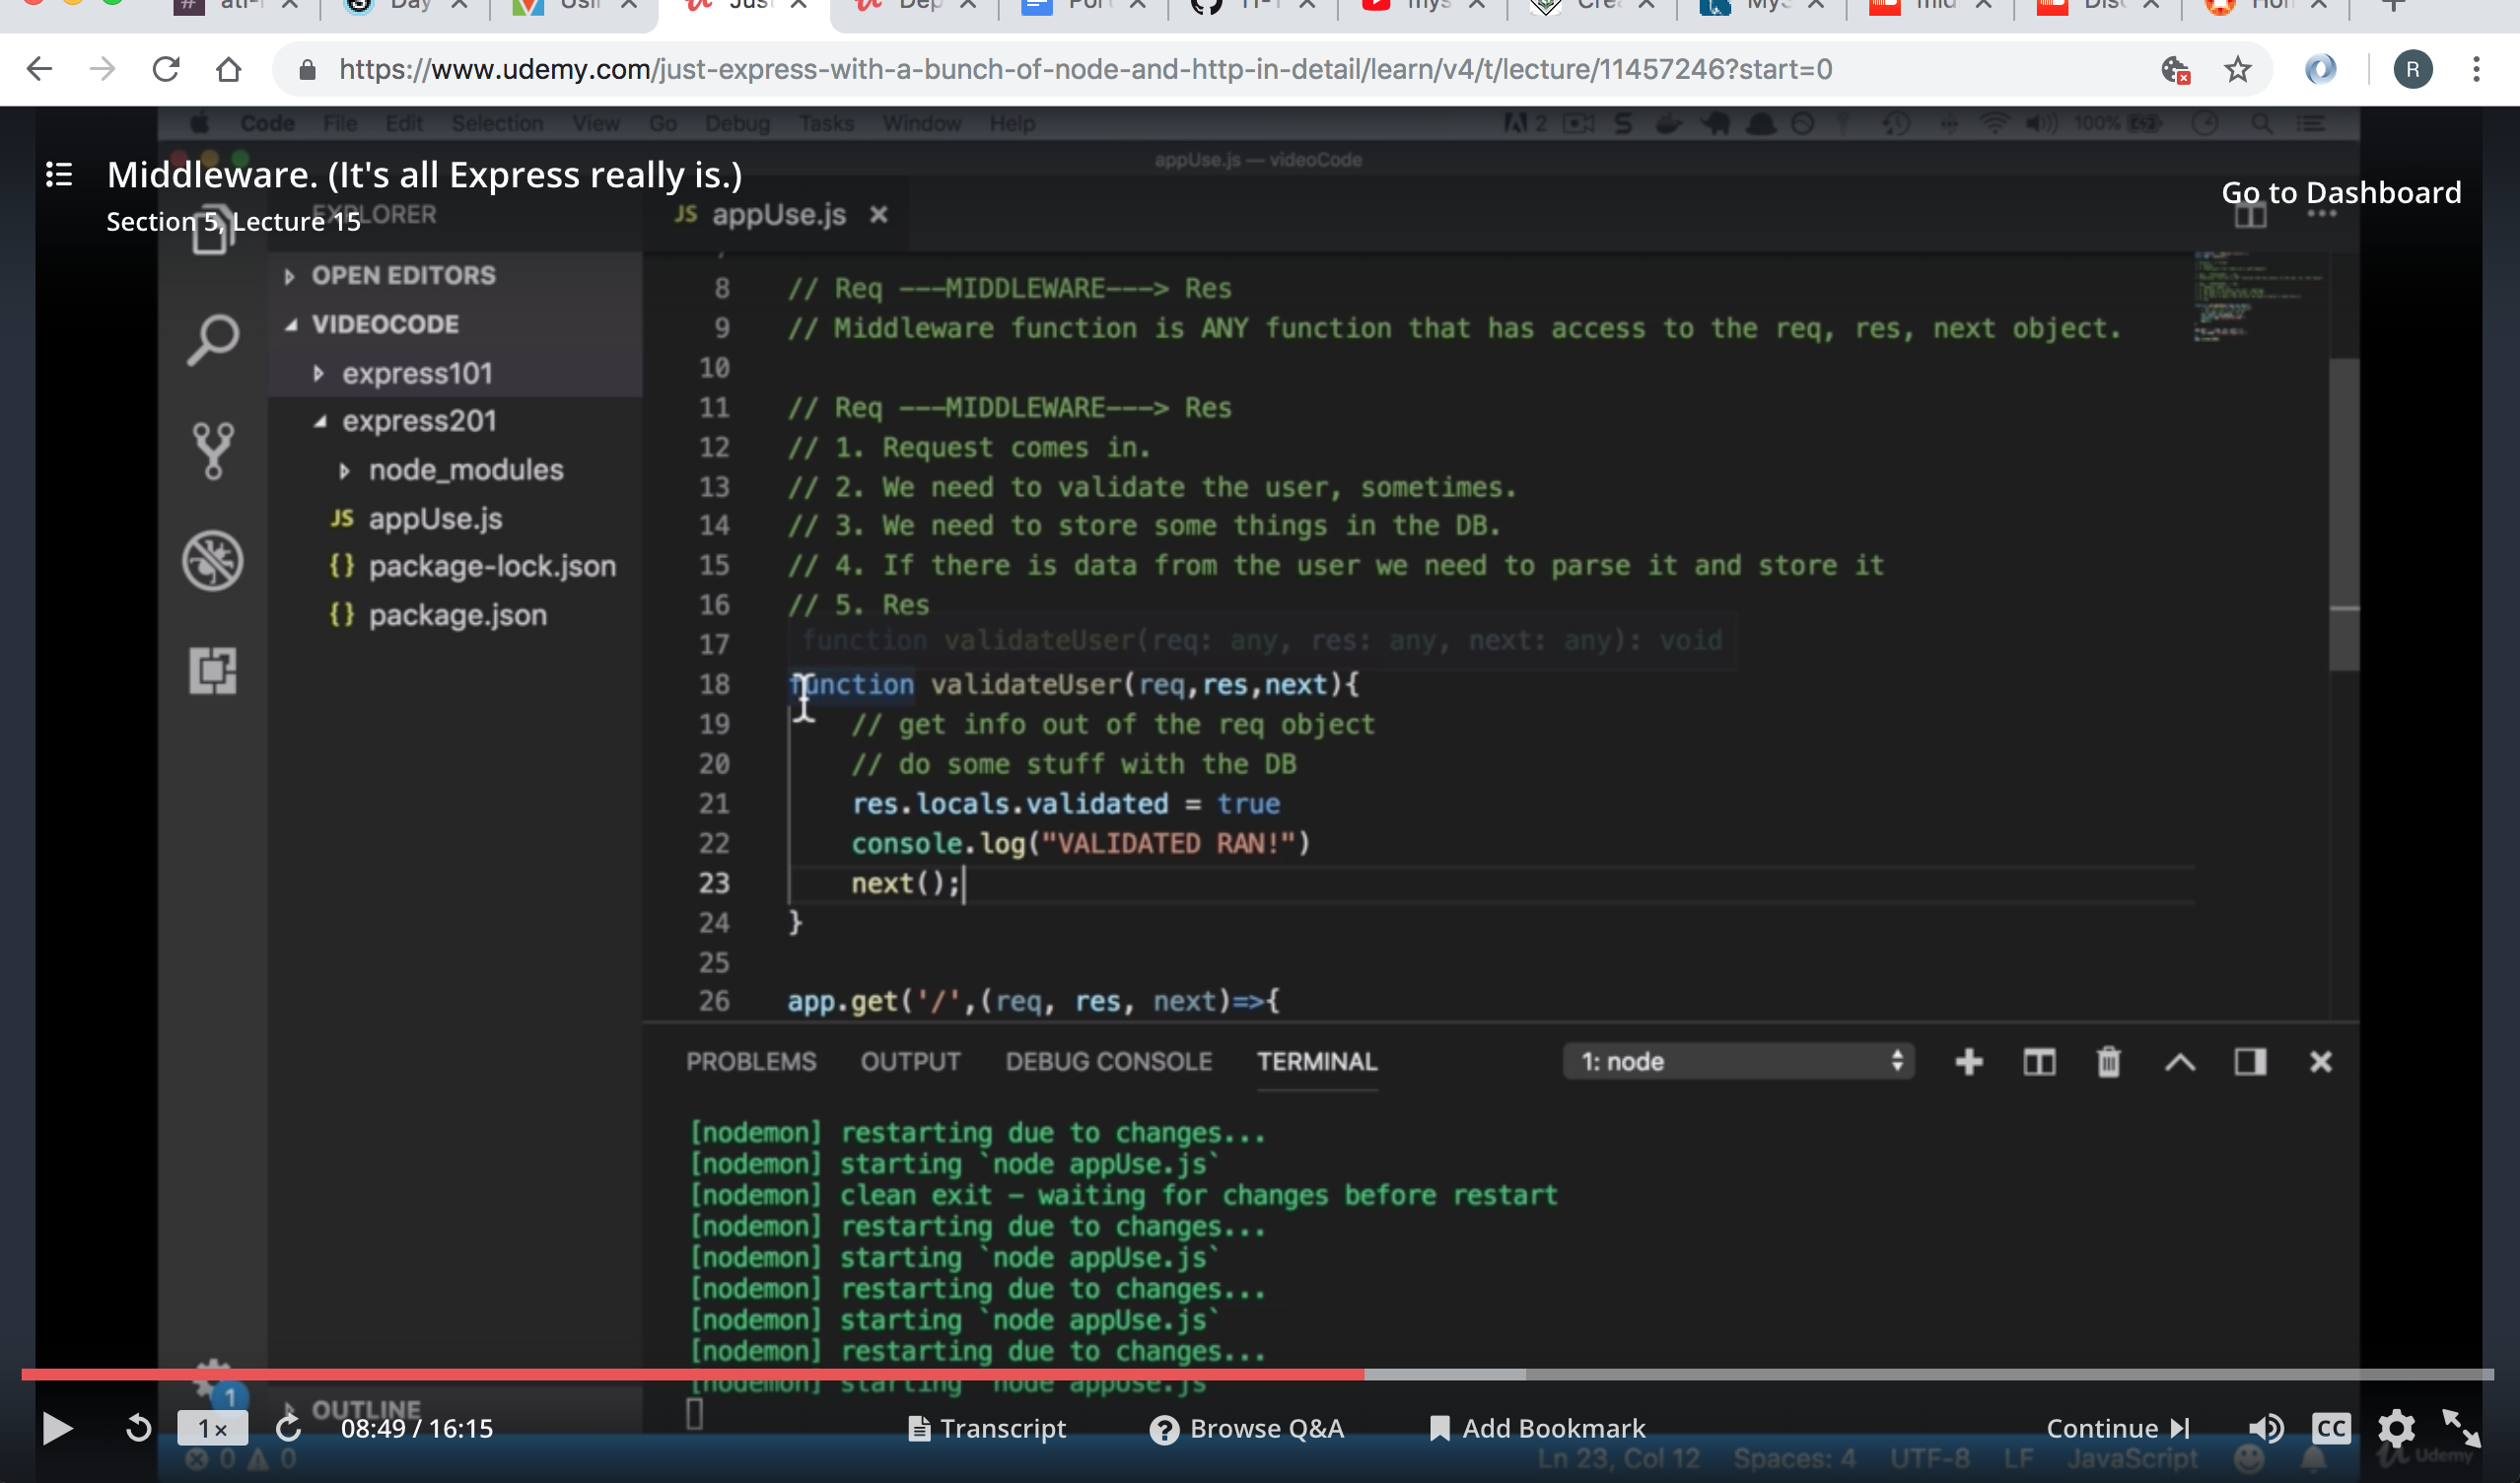 Day
https://www.udemy.com/just-express-with-a-bunch-of-node-and-http-in-detail/learn/v4/t/lecture/11457246?start=0
R
Code File Edit Selection View Go Debug Tasks Window Help
2 100%
appUse.js — videoCode
Middleware. (It's all Express really is.)
Section 5, Lecture 15
Go to Dashboard
EXPLORER
JS appUse.js
OPEN EDITORS
VIDEOCODE
express101
express201
node_modules
JS appUse.js
{} package-lock.json
{} package.json
OUTLINE
8 // Req ---MIDDLEWARE---> Res
9 // Middleware function is ANY function that has access to the req, res, next object.
10
11 // Req ---MIDDLEWARE---> Res
12 // 1. Request comes in.
13 // 2. We need to validate the user, sometimes.
14 // 3. We need to store some things in the DB.
15 // 4. If there is data from the user we need to parse it and store it
16 // 5. Res
17 function validateUser(req: any, res: any, next: any): void
18 function validateUser(req,res,next){
19 // get info out of the req object
20 // do some stuff with the DB
21 res.locals.validated = true
22 console.log("VALIDATED RAN!")
23 next();
24 }
25
26 app.get('/',(req, res, next)=>{
PROBLEMS OUTPUT DEBUG CONSOLE TERMINAL 1: node
[nodemon] restarting due to changes...
[nodemon] starting `node appUse.js`
[nodemon] clean exit - waiting for changes before restart
[nodemon] restarting due to changes...
[nodemon] starting `node appUse.js`
[nodemon] restarting due to changes...
[nodemon] starting `node appUse.js`
[nodemon] restarting due to changes...
[nodemon] starting `node appUse.js`
1
1x 08:49 / 16:15 Transcript Browse Q&A Add Bookmark Continue CC
0 0 Ln 23, Col 12 Spaces: 4 UTF-8 LF JavaScript Udemy